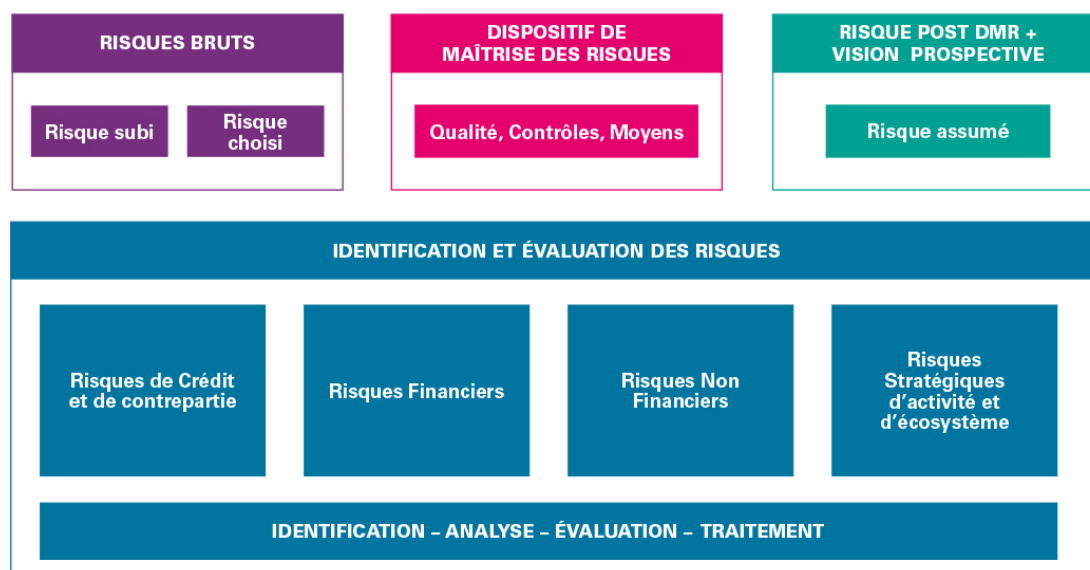 RISQUES BRUTS
Risque subi
Risque
choisi
DISPOSITIF DE
MAÎTRISE DES RISQUES
Qualité, Contrôles, Moyens
RISQUE POST DMR +
VISION PROSPECTIVE
Risque assumé
IDENTIFICATION ET ÉVALUATION DES RISQUES
Risques de Crédit
et de contrepartie
Risques Financiers
Risques Non
Financiers
Risques
Stratégiques
d’activité et
d’écosystème
IDENTIFICATION – ANALYSE – ÉVALUATION – TRAITEMENT